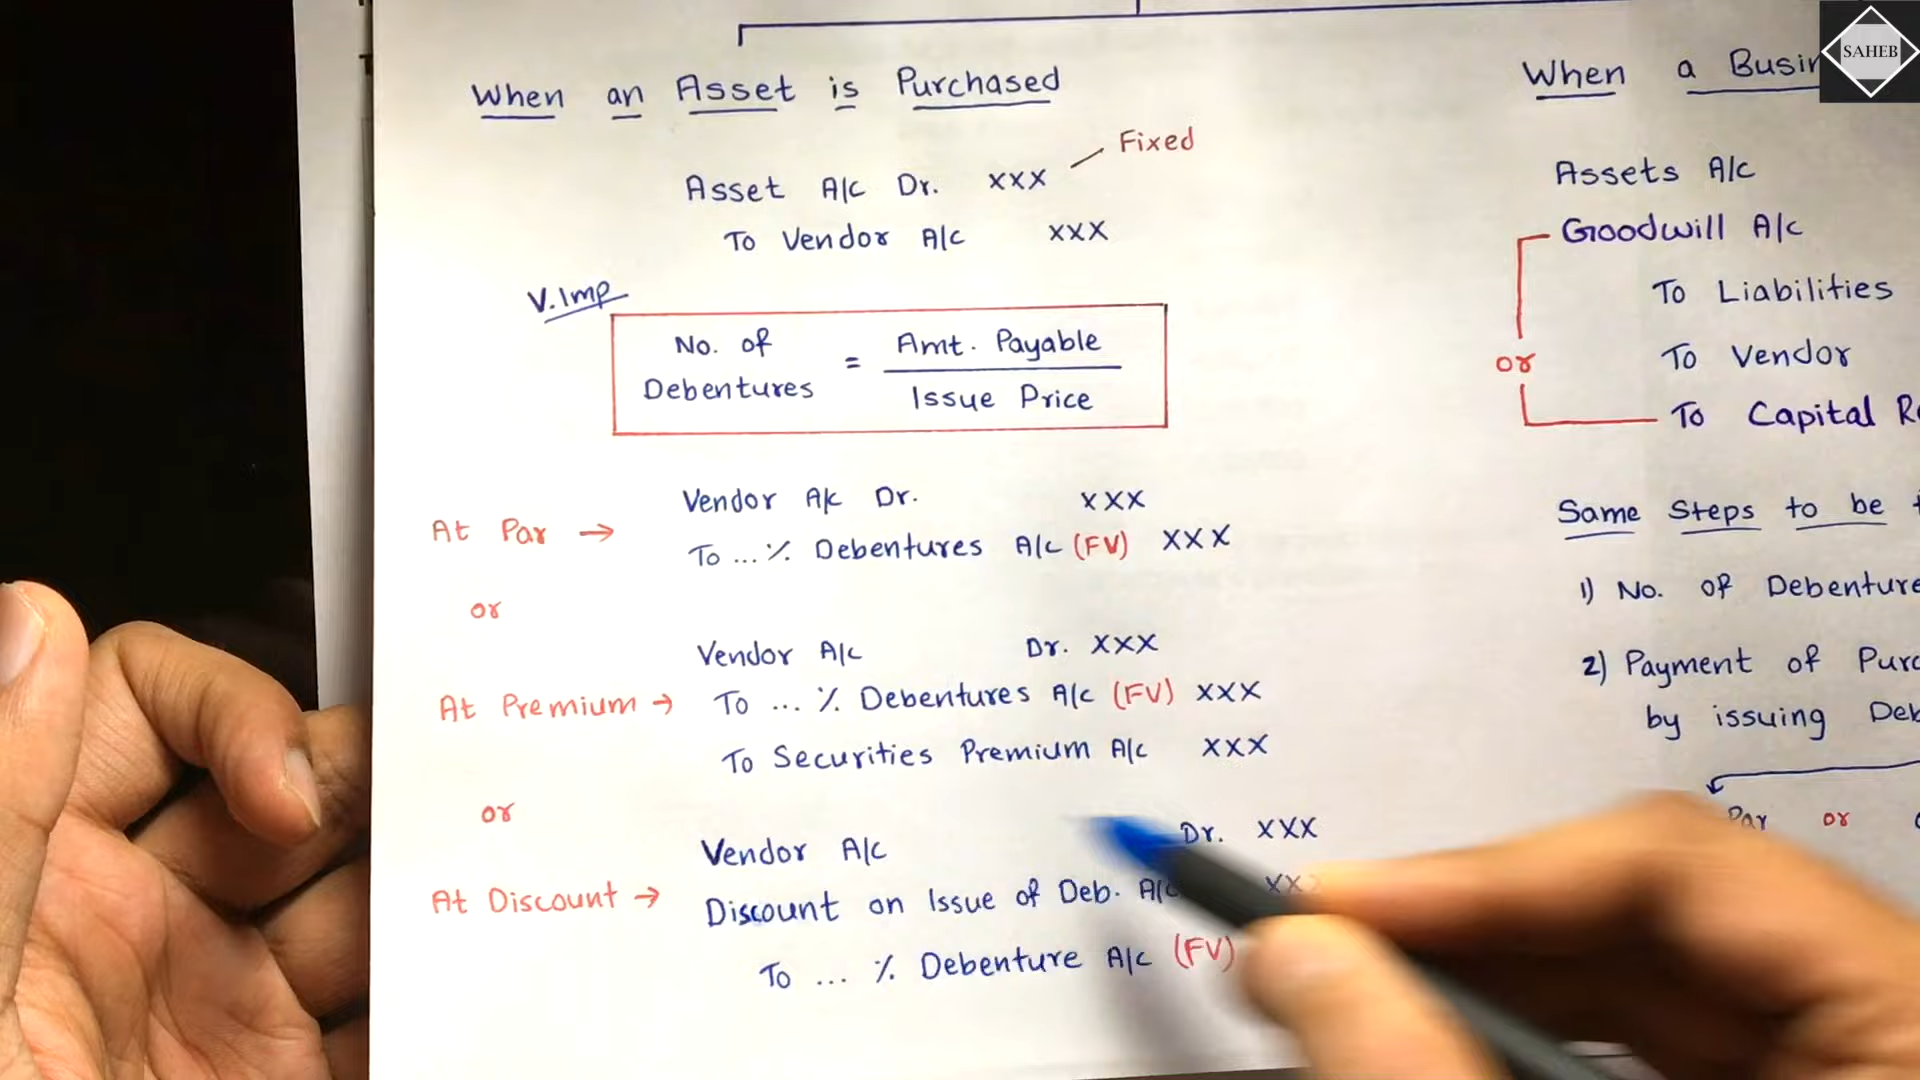 SAHEB
When an Asset is Purchased
Fixed
Asset A/c Dr. XXX
To Vendor A/c XXX
V.Imp
No. of Debentures = Amt. Payable
Issue Price
At Par →
Vendor A/c Dr. XXX
To ... % Debentures A/c (FV) XXX
or
At Premium →
Vendor A/c Dr. XXX
To ... % Debentures A/c (FV) XXX
To Securities Premium A/c XXX
or
At Discount →
Vendor A/c Dr. XXX
Discount on Issue of Deb. A/c
To ... % Debenture A/c (FV)
When a
Assets A/c
Goodwill A/c
To Liabilities
To Vendor
or
To Capital
Same Steps to be
1) No. of
2) Payment of
by issuing
Par or